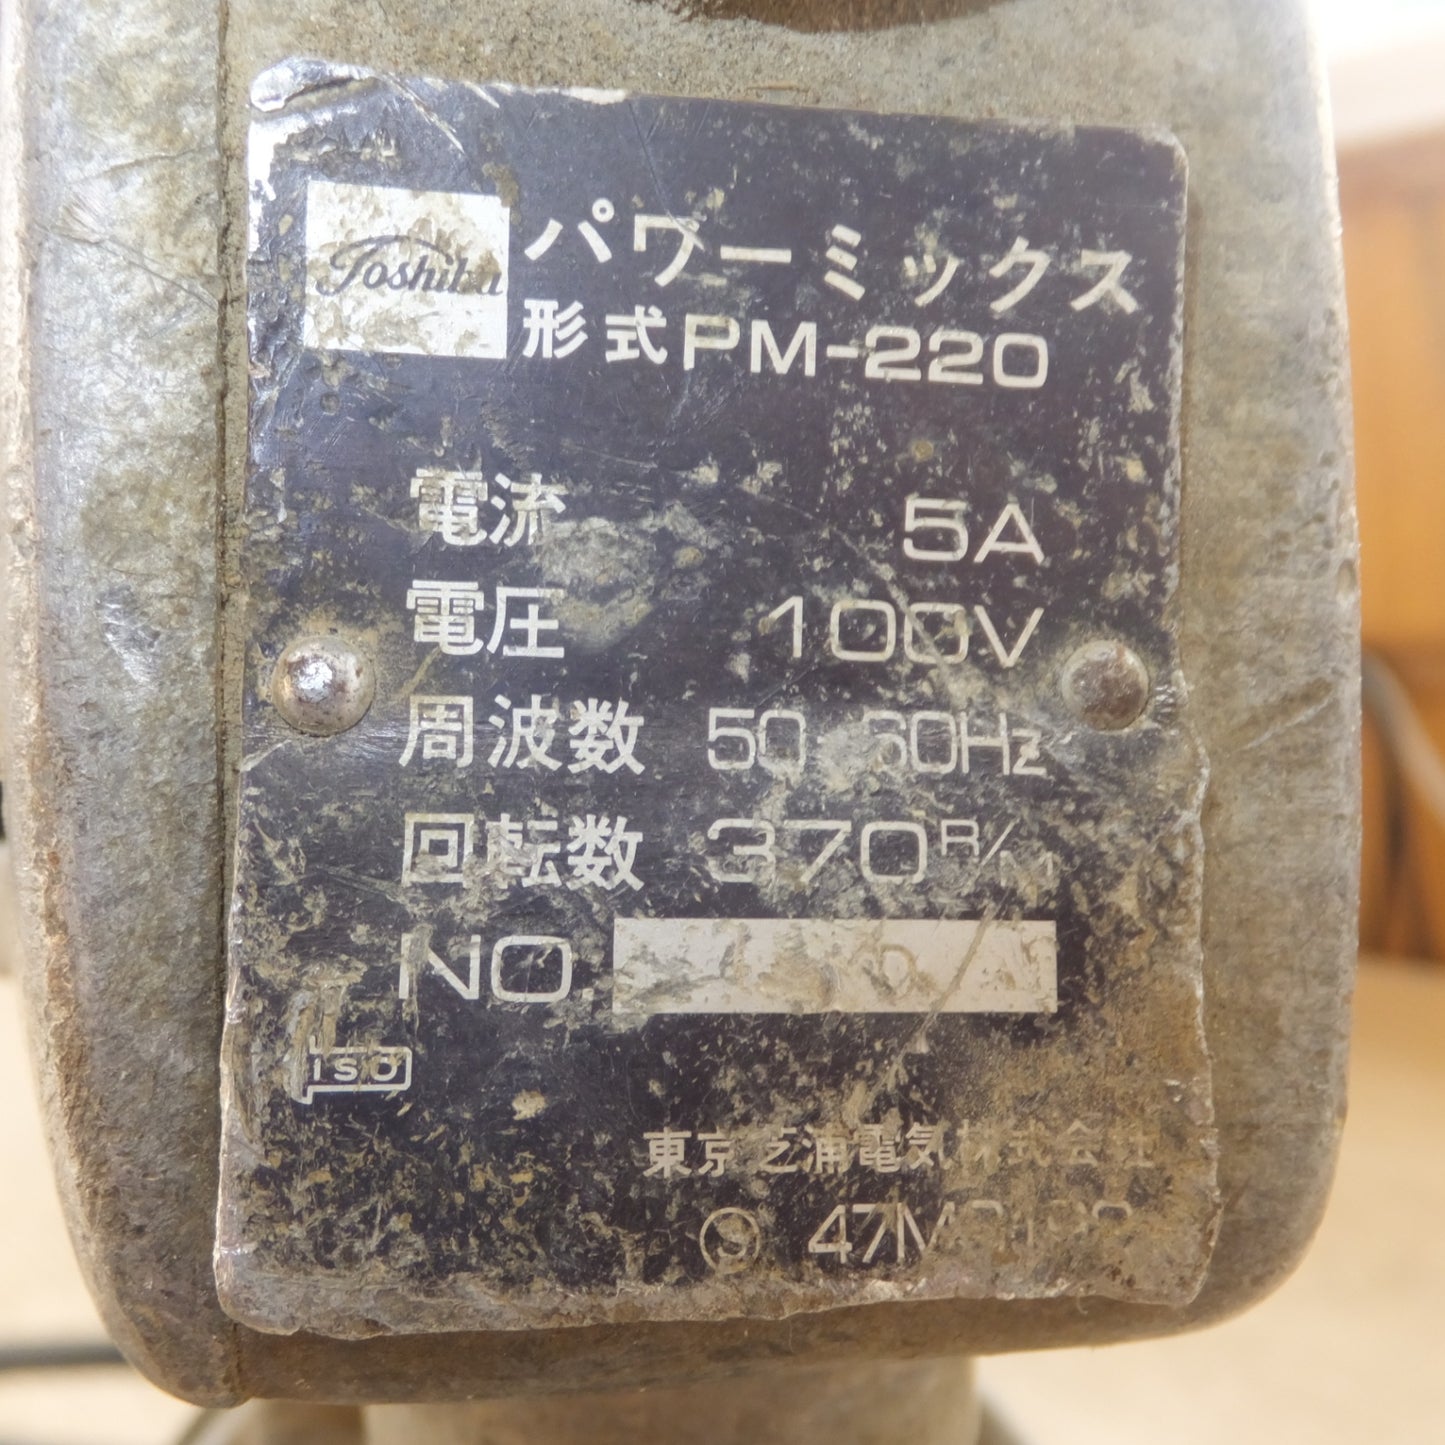 Toshiba
パワーミックス
形式PM-220
電流 5A
電圧 100V
周波数 50 60Hz
回転数 370R/M
NO.
ISO
東京芝浦電気株式会社
Ⓢ